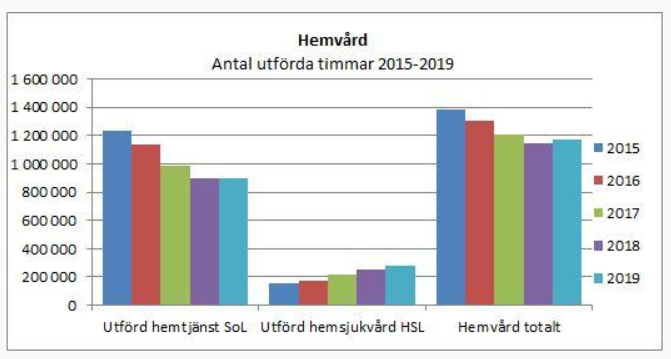 Hemvård
Antal utförda timmar 2015-2019
1 600 000
1 400 000
1 200 000
1 000 000
800 000
600 000
400 000
200 000
0
Utförd hemtjänst SoL
Utförd hemsjukvård HSL
Hemvård totalt
2015
2016
2017
2018
2019